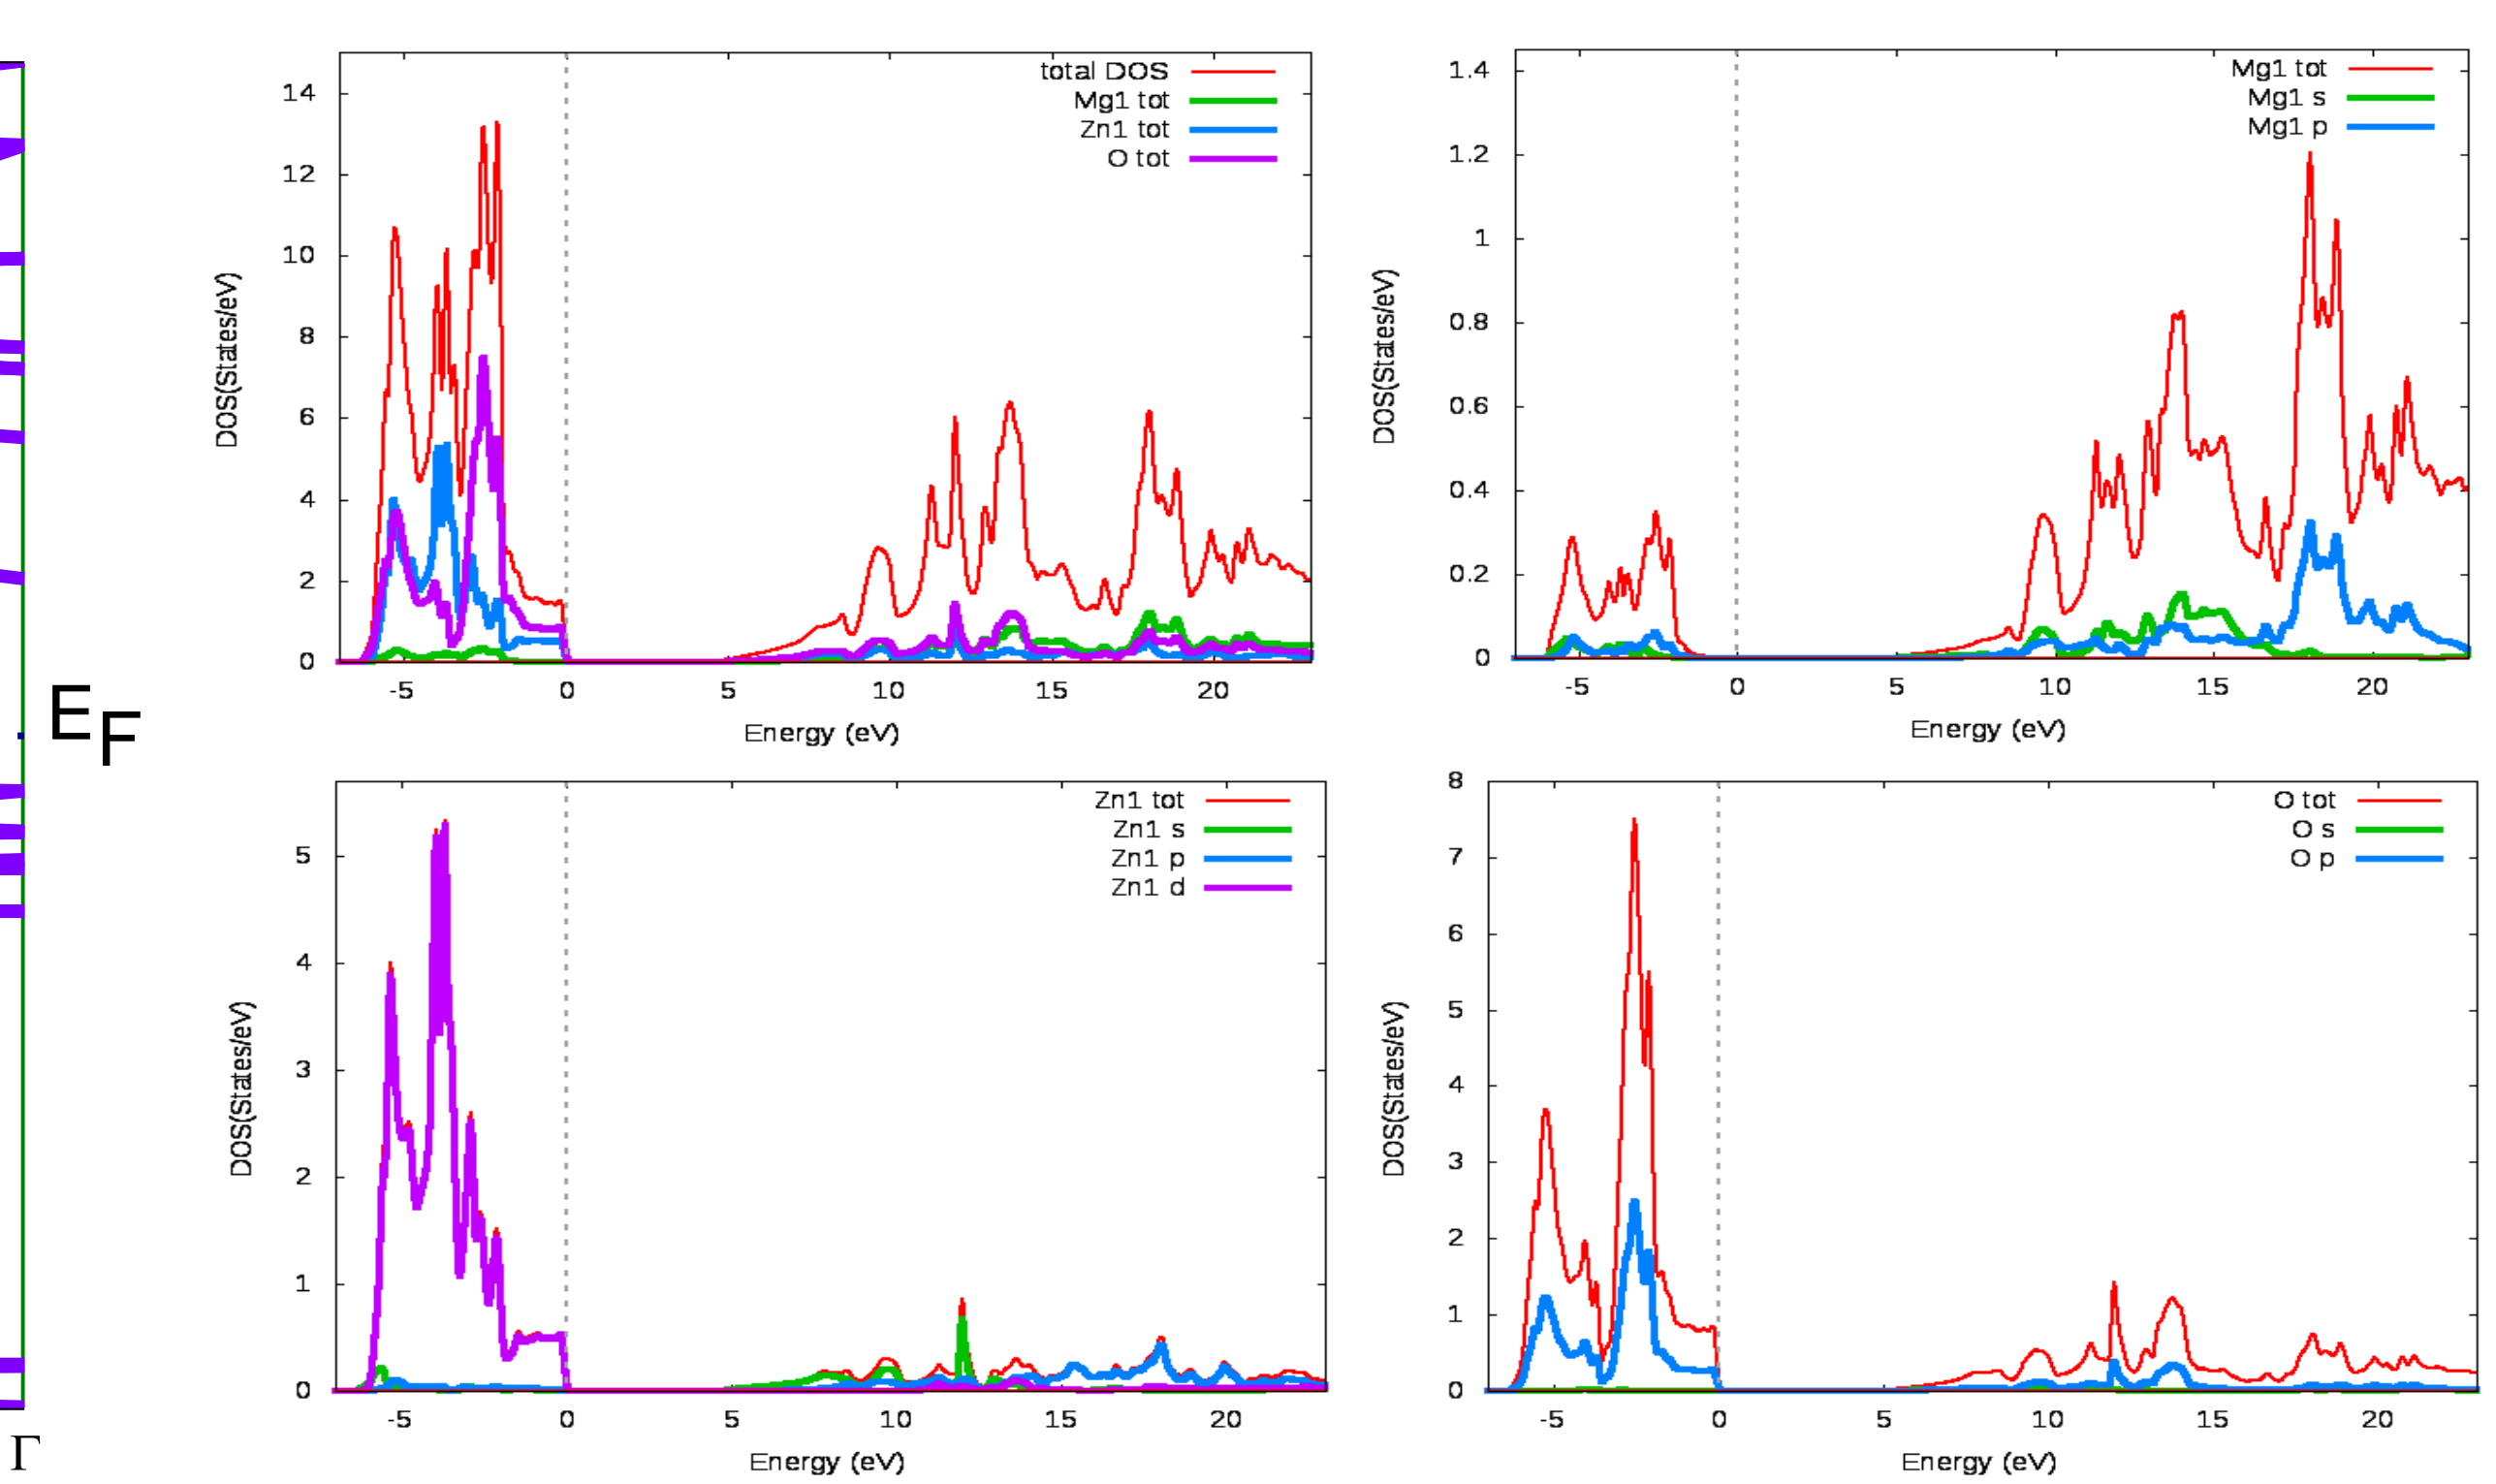 total DOS
Mg1 tot
Zn1 tot
O tot
14
12
10
8
6
4
2
0
DOS(States/eV)
-5 0 5 10 15 20
Energy (eV)
Mg1 tot
Mg1 s
Mg1 p
1.4
1.2
1
0.8
0.6
0.4
0.2
0
DOS(States/eV)
-5 0 5 10 15 20
Energy (eV)
EF
Zn1 tot
Zn1 s
Zn1 p
Zn1 d
5
4
3
2
1
0
DOS(States/eV)
-5 0 5 10 15 20
Energy (eV)
O tot
O s
O p
8
7
6
5
4
3
2
1
0
DOS(States/eV)
-5 0 5 10 15 20
Energy (eV)
Γ